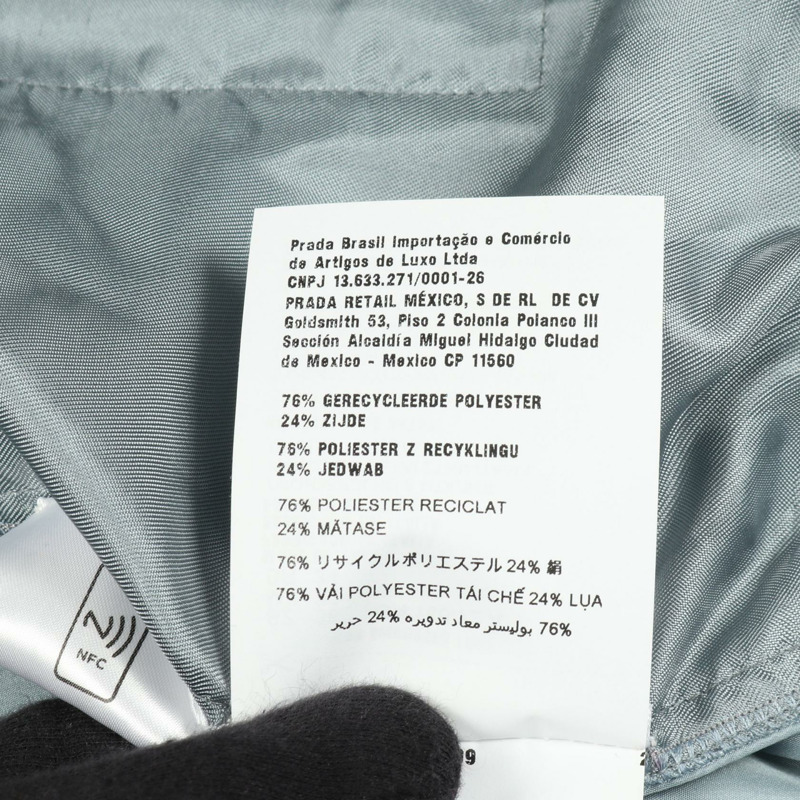 Prada Brasil Importação e Comércio
de Artigos de Luxo Ltda
CNPJ 13.633.271/0001-26
PRADA RETAIL MÉXICO, S DE RL DE CV
Goldsmith 53, Piso 2 Colonia Polanco III
Sección Alcaldía Miguel Hidalgo Ciudad
de Mexico - Mexico CP 11560
76% GERECYCLEERDE POLYESTER
24% ZIJDE
76% POLIESTER Z RECYKLINGU
24% JEDWAB
76% POLIESTER RECICLAT
24% MĂTASE
76% リサイクルポリエステル 24% 絹
76% VẢI POLYESTER TÁI CHẾ 24% LỤA
76% بوليستر معاد تدويره 24% حرير
NFC